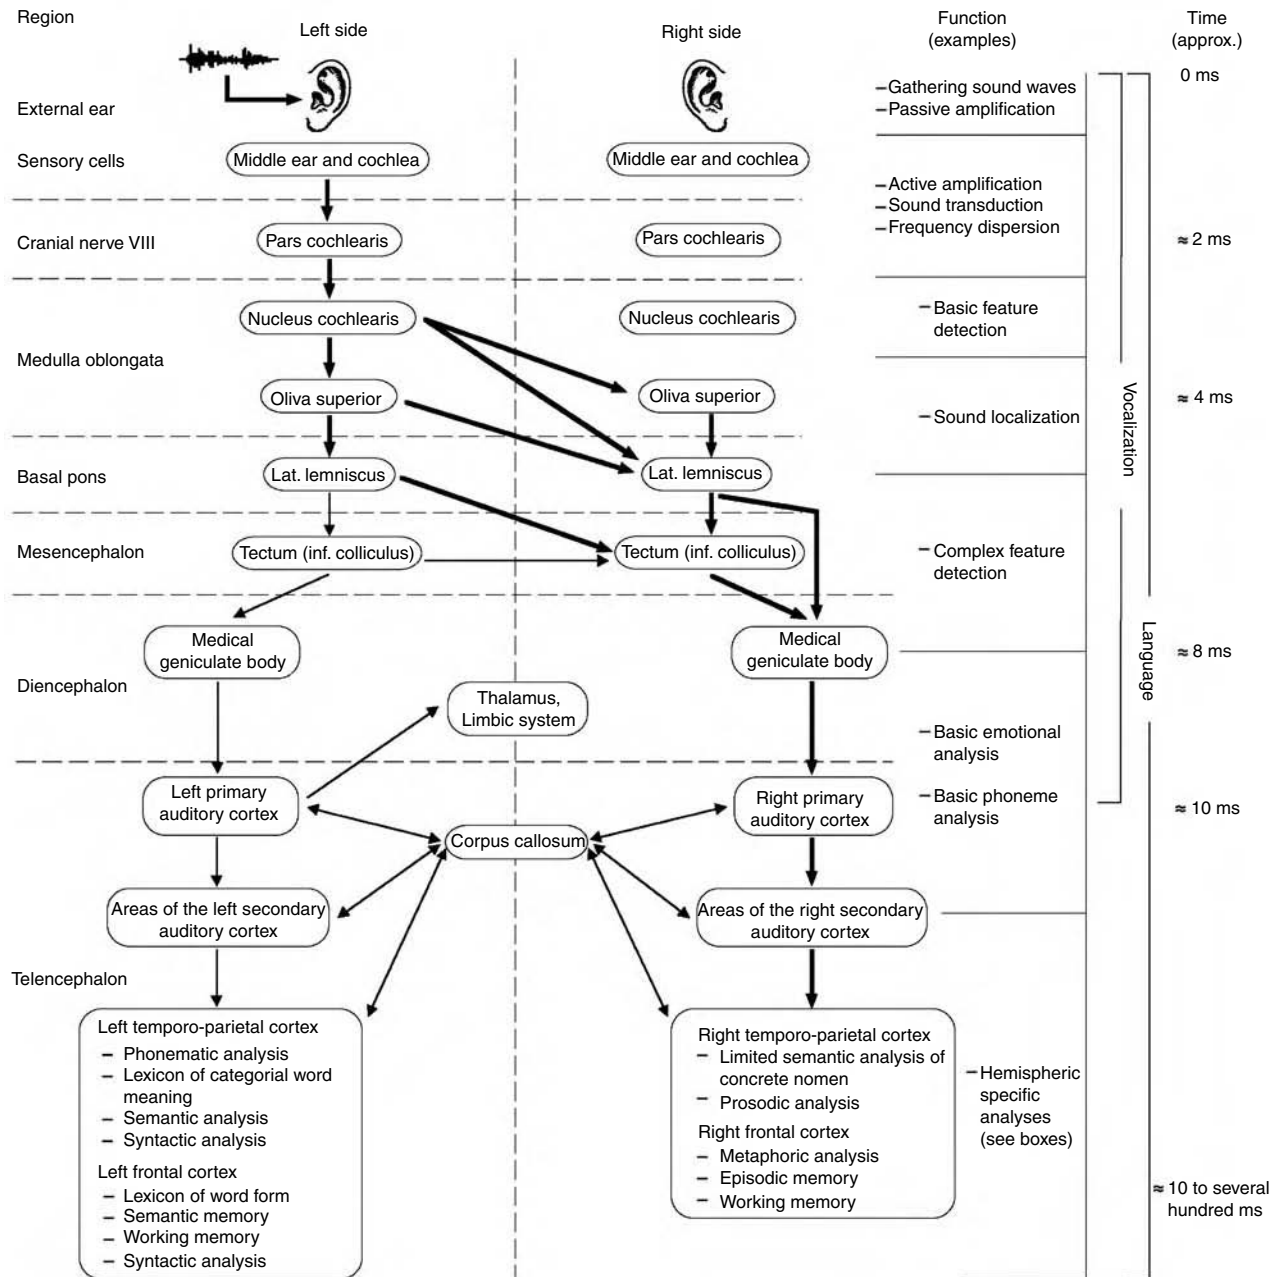 Region
Left side
Right side
Function
(examples)
Time
(approx.)
0 ms
External ear
– Gathering sound waves
– Passive amplification
Sensory cells
Middle ear and cochlea
Middle ear and cochlea
– Active amplification
– Sound transduction
– Frequency dispersion
Cranial nerve VIII
Pars cochlearis
Pars cochlearis
≈ 2 ms
Nucleus cochlearis
Nucleus cochlearis
– Basic feature
detection
Medulla oblongata
Oliva superior
Oliva superior
– Sound localization
≈ 4 ms
Vocalization
Basal pons
Lat. lemniscus
Lat. lemniscus
Mesencephalon
Tectum (inf. colliculus)
Tectum (inf. colliculus)
– Complex feature
detection
Medical
geniculate body
Medical
geniculate body
≈ 8 ms
Language
Diencephalon
Thalamus,
Limbic system
– Basic emotional
analysis
Left primary
auditory cortex
Right primary
auditory cortex
– Basic phoneme
analysis
≈ 10 ms
Corpus callosum
Areas of the left secondary
auditory cortex
Areas of the right secondary
auditory cortex
Telencephalon
Left temporo-parietal cortex
– Phonematic analysis
– Lexicon of categorial word
meaning
– Semantic analysis
– Syntactic analysis
Left frontal cortex
– Lexicon of word form
– Semantic memory
– Working memory
– Syntactic analysis
Right temporo-parietal cortex
– Limited semantic analysis of
concrete nomen
– Prosodic analysis
Right frontal cortex
– Metaphoric analysis
– Episodic memory
– Working memory
– Hemispheric
specific
analyses
(see boxes)
≈ 10 to several
hundred ms